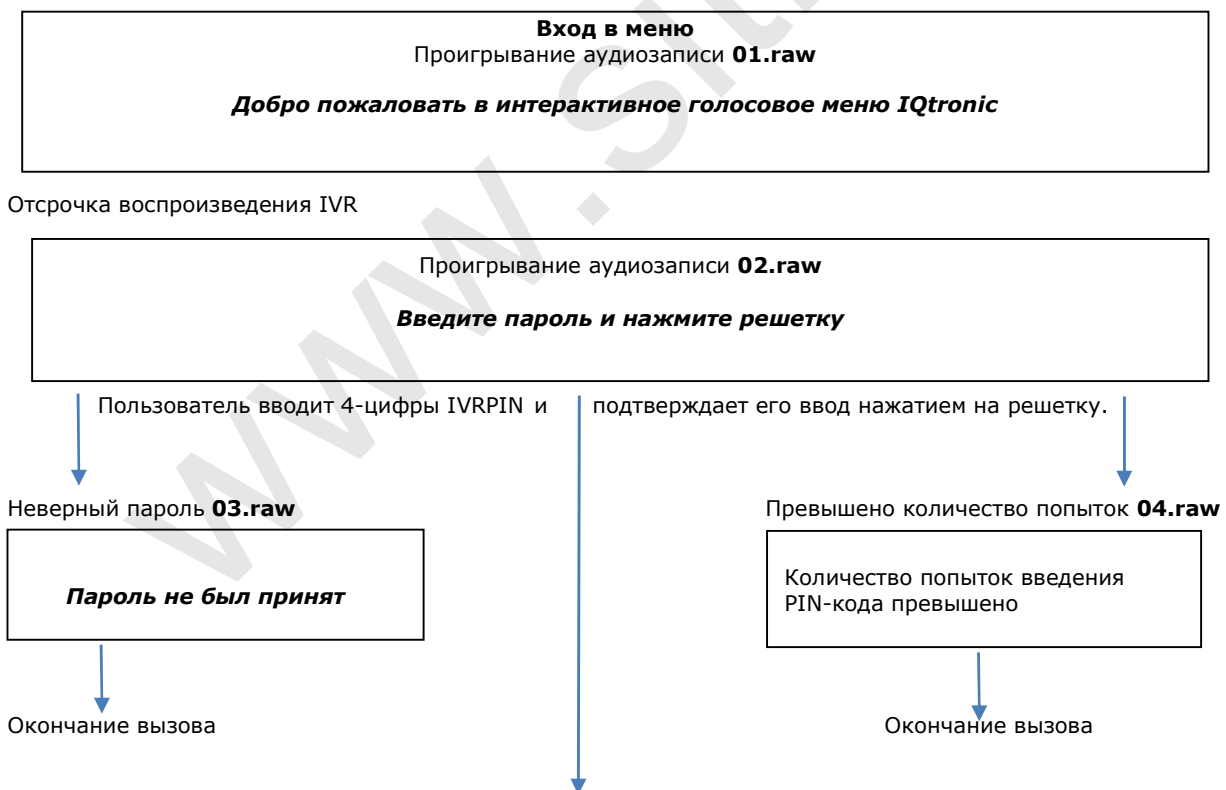 Вход в меню
Проигрывание аудиозаписи 01.raw
Добро пожаловать в интерактивное голосовое меню IQtronic
Отсрочка воспроизведения IVR
Проигрывание аудиозаписи 02.raw
Введите пароль и нажмите решетку
Пользователь вводит 4-цифры IVRPIN и подтверждает его ввод нажатием на решетку.
Неверный пароль 03.raw
Превышено количество попыток 04.raw
Пароль не был принят
Количество попыток введения
PIN-кода превышено
Окончание вызова
Окончание вызова